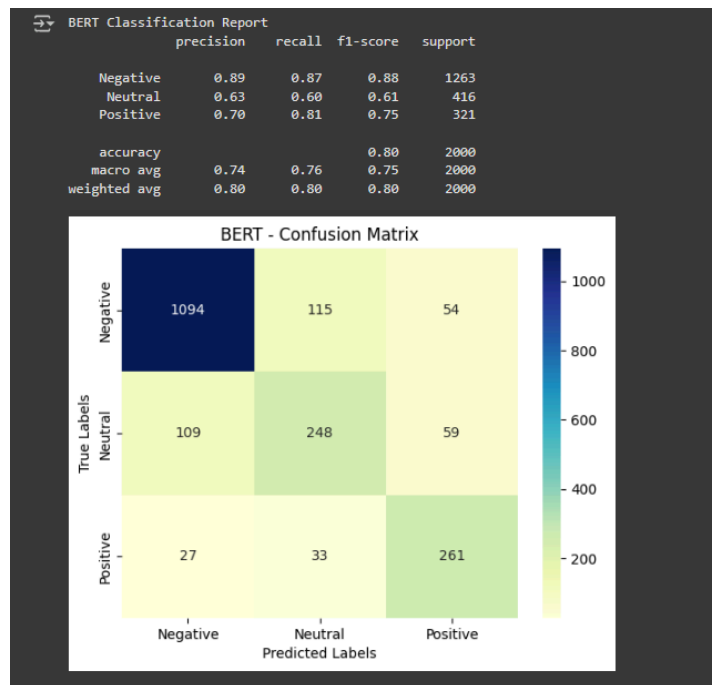 BERT Classification Report
precision recall f1-score support
Negative 0.89 0.87 0.88 1263
Neutral 0.63 0.60 0.61 416
Positive 0.70 0.81 0.75 321
accuracy 0.80 2000
macro avg 0.74 0.76 0.75 2000
weighted avg 0.80 0.80 0.80 2000
BERT - Confusion Matrix
Negative 1094 115 54
Neutral 109 248 59
Positive 27 33 261
True Labels
Negative Neutral Positive
Predicted Labels
1000
800
600
400
200